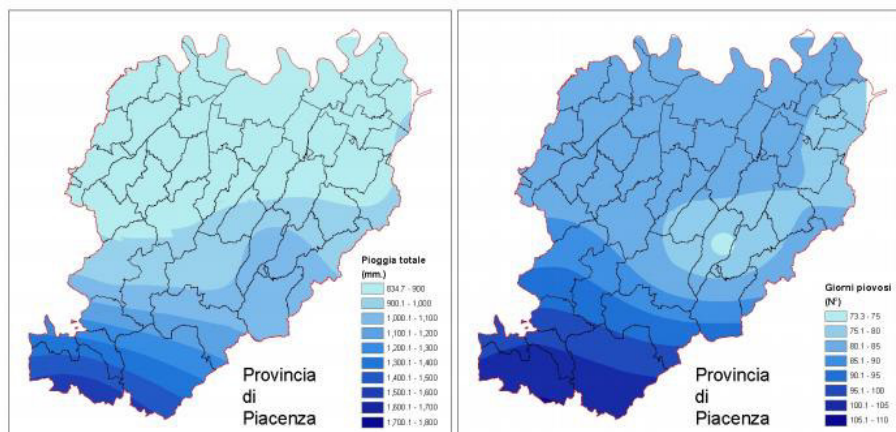 Pioggia totale
(mm.)
834.7 - 900
900.1 - 1,000
1,000.1 - 1,100
1,100.1 - 1,200
1,200.1 - 1,300
1,300.1 - 1,400
1,400.1 - 1,500
1,500.1 - 1,600
1,600.1 - 1,700
1,700.1 - 1,800
Provincia
di
Piacenza
Giorni piovosi
(N°)
73.3 - 75
75.1 - 80
80.1 - 85
85.1 - 90
90.1 - 95
95.1 - 100
100.1 - 105
105.1 - 110
Provincia
di
Piacenza